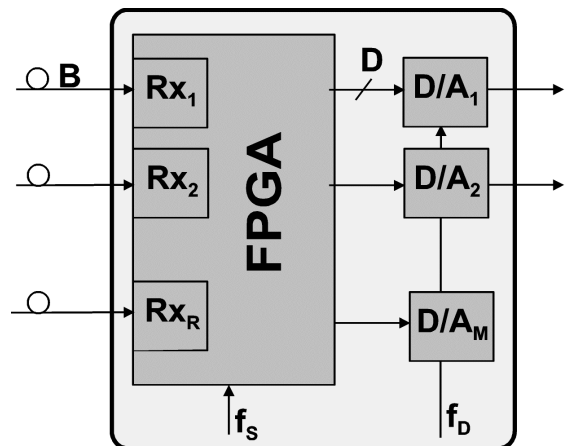 B
D
Rx1
D/A1
Rx2
FPGA
D/A2
RxR
D/AM
fS
fD